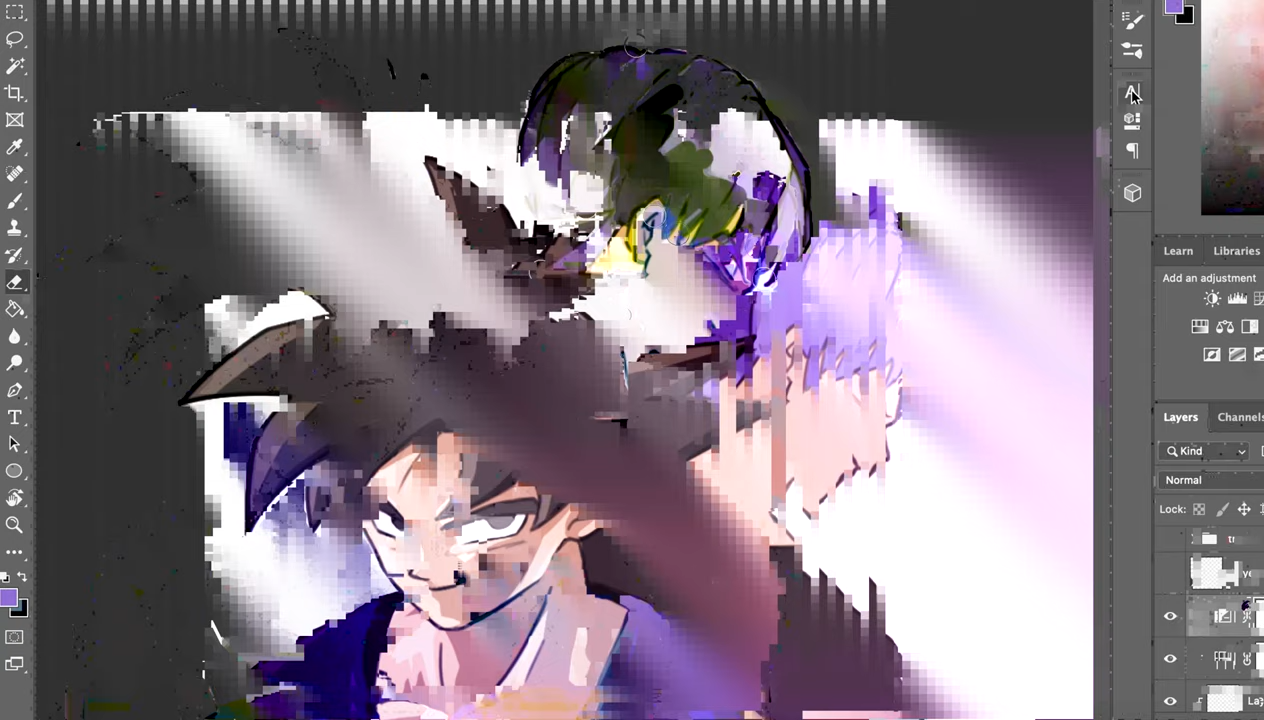 Learn Libraries
Add an adjustment
Layers Channels
Kind
Normal
Lock: